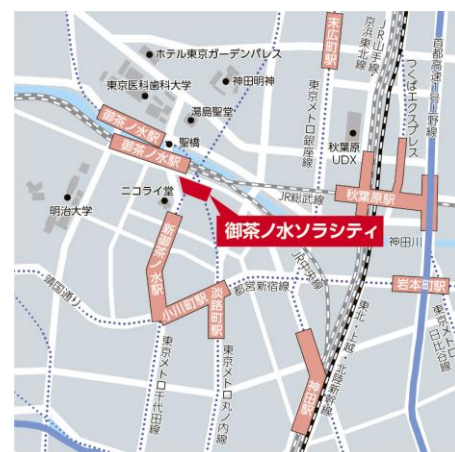 ホテル東京ガーデンパレス
東京医科歯科大学
神田明神
湯島聖堂
御茶ノ水駅
聖橋
御茶ノ水駅
ニコライ堂
明治大学
新御茶ノ水駅
御茶ノ水ソラシティ
末広町駅
東京メトロ銀座線
JR山手線
京浜東北線
つくばエクスプレス
首都高速1号上野線
秋葉原
UDX
秋葉原駅
JR総武線
神田川
JR中央線
靖国通り
小川町駅
淡路町駅
都営新宿線
岩本町駅
東京メトロ千代田線
東京メトロ丸ノ内線
神田駅
東北・上越・北陸新幹線
東京メトロ
日比谷線